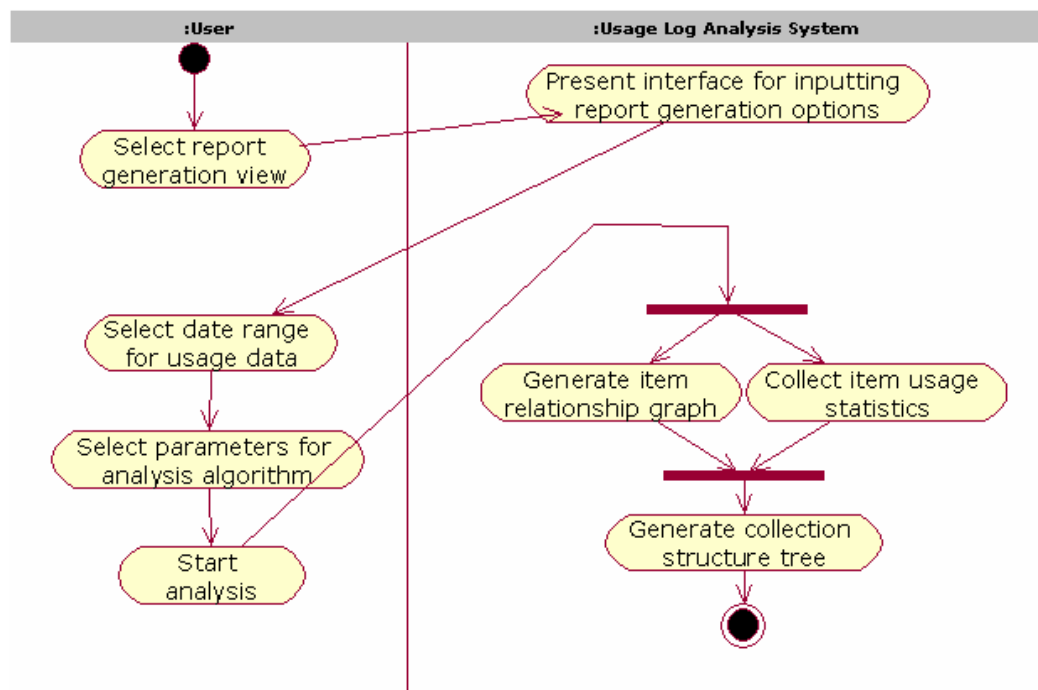 :User
:Usage Log Analysis System
Present interface for inputting
report generation options
Select report
generation view
Select date range
for usage data
Generate item
relationship graph
Collect item usage
statistics
Select parameters for
analysis algorithm
Generate collection
structure tree
Start
analysis